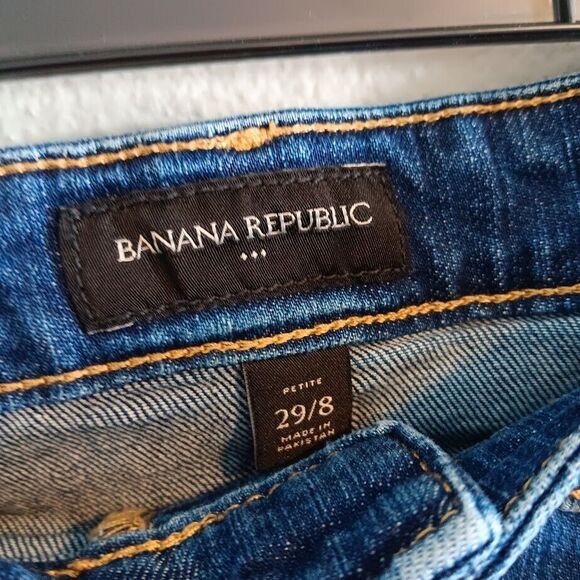 BANANA REPUBLIC
PETITE
29/8
MADE IN
PAKISTAN